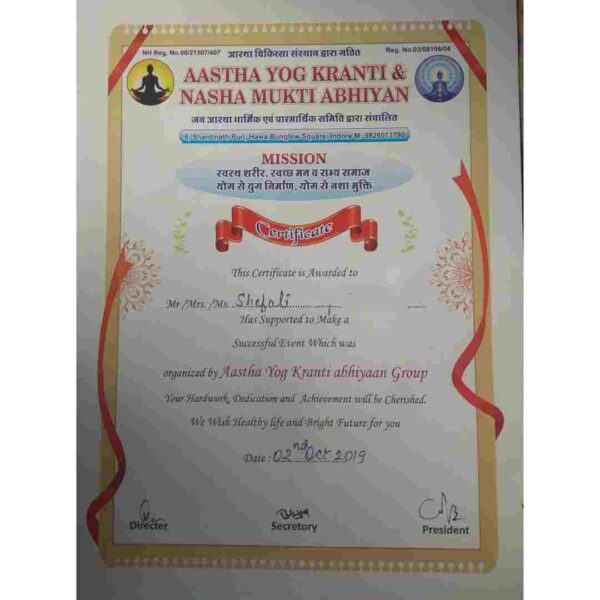 NH Reg. No.05/21307/407 आस्था चिकित्सा संस्थान द्वारा गठित Reg. No.03/08106/04
AASTHA YOG KRANTI &
NASHA MUKTI ABHIYAN
जन आस्था धार्मिक एवं पारमार्थिक समिति द्वारा संचालित
6, Shantinath Puri, Hawa Bunglow Square, Indore M: 9826013790
MISSION
स्वस्थ शरीर, स्वच्छ मन व सभ्य समाज
योग से युग निर्माण, योग से नशा मुक्ति
Certificate
This Certificate is Awarded to
Mr /Mrs. /Ms. Shefali
Has Supported to Make a
Successful Event Which was
organized by Aastha Yog Kranti abhiyaan Group
Your Hardwork, Dedication and Achievement will be Cherished.
We Wish Healthy life and Bright Future for you
Date : 02nd Oct 2019
Directer Secretory President